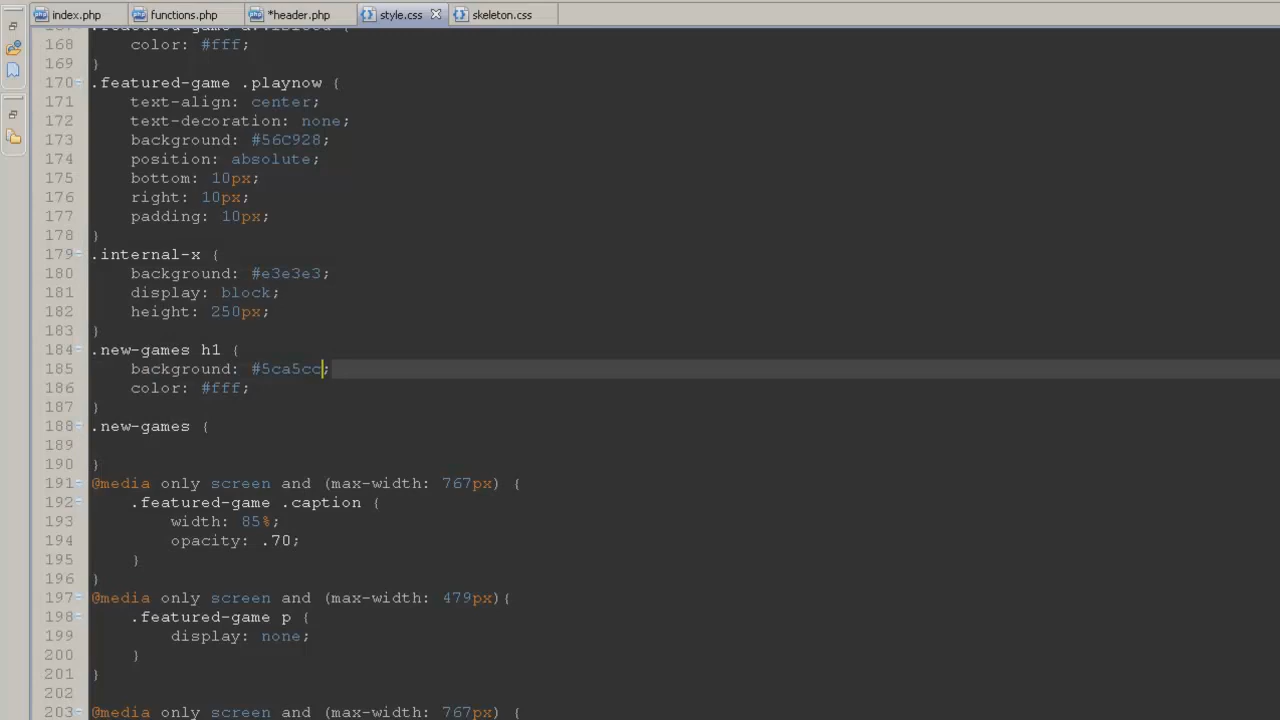 index.php functions.php *header.php style.css skeleton.css
168 color: #fff;
169 }
170 .featured-game .playnow {
171 text-align: center;
172 text-decoration: none;
173 background: #56C928;
174 position: absolute;
175 bottom: 10px;
176 right: 10px;
177 padding: 10px;
178 }
179 .internal-x {
180 background: #e3e3e3;
181 display: block;
182 height: 250px;
183 }
184 .new-games h1 {
185 background: #5ca5cc;
186 color: #fff;
187 }
188 .new-games {
189
190 }
191 @media only screen and (max-width: 767px) {
192 .featured-game .caption {
193 width: 85%;
194 opacity: .70;
195 }
196 }
197 @media only screen and (max-width: 479px){
198 .featured-game p {
199 display: none;
200 }
201 }
202
203 @media only screen and (max-width: 767px) {